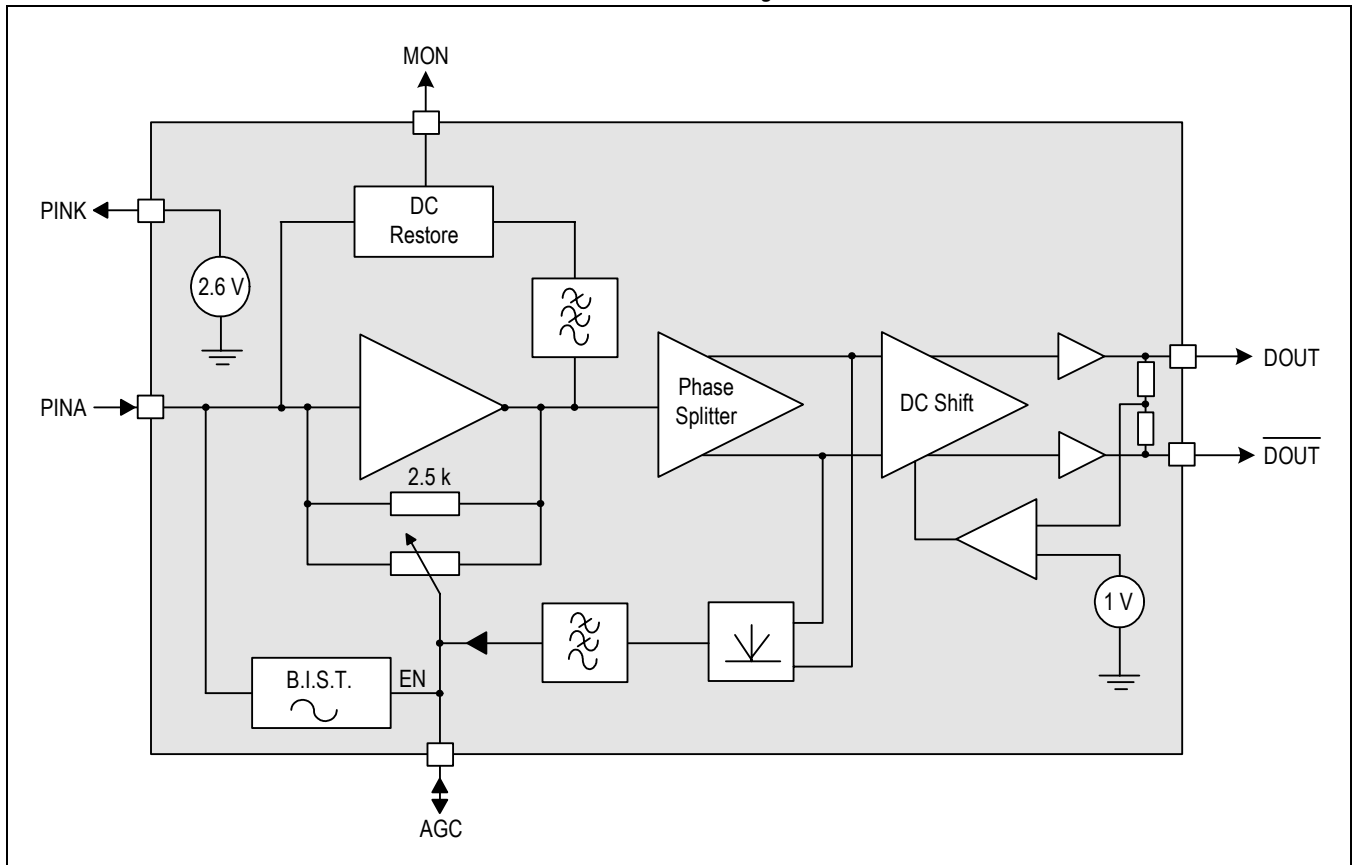 MON
PINK
DC
Restore
2.6 V
PINA
Phase
Splitter
DC Shift
DOUT
DOUT
2.5 k
1 V
B.I.S.T.
EN
AGC